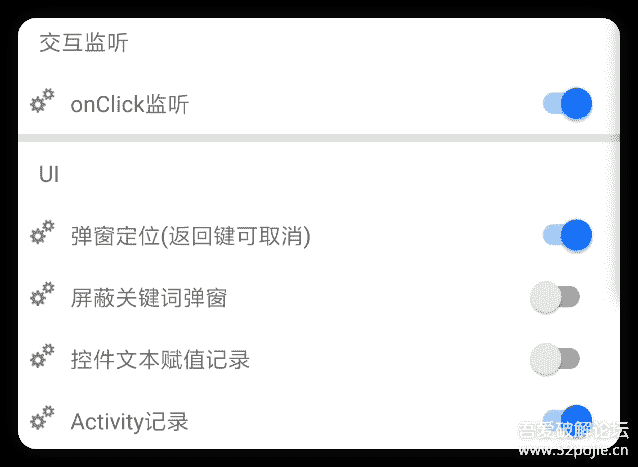 交互监听
onClick监听
UI
弹窗定位(返回键可取消)
屏蔽关键词弹窗
控件文本赋值记录
Activity记录
吾爱破解论坛
www.52pojie.cn